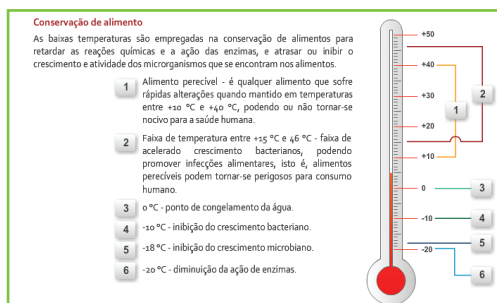 Conservação de alimento
As baixas temperaturas são empregadas na conservação de alimentos para
retardar as reações químicas e a ação das enzimas, e atrasar ou inibir o
crescimento e atividade dos microrganismos que se encontram nos alimentos.
1 Alimento perecível - é qualquer alimento que sofre
rápidas alterações quando mantido em temperaturas
entre +10 °C e +40 °C, podendo ou não tornar-se
nocivo para a saúde humana.
2 Faixa de temperatura entre +15 °C e 46 °C - faixa de
acelerado crescimento bacterianos, podendo
promover infecções alimentares, isto é, alimentos
perecíveis podem tornar-se perigosos para consumo
humano.
3 0 °C - ponto de congelamento da água.
4 -10 °C - inibição do crescimento bacteriano.
5 -18 °C - inibição do crescimento microbiano.
6 -20 °C - diminuição da ação de enzimas.
+50
+40
2
+30
1
+20
+10
0 3
-10 4
5
-20
6